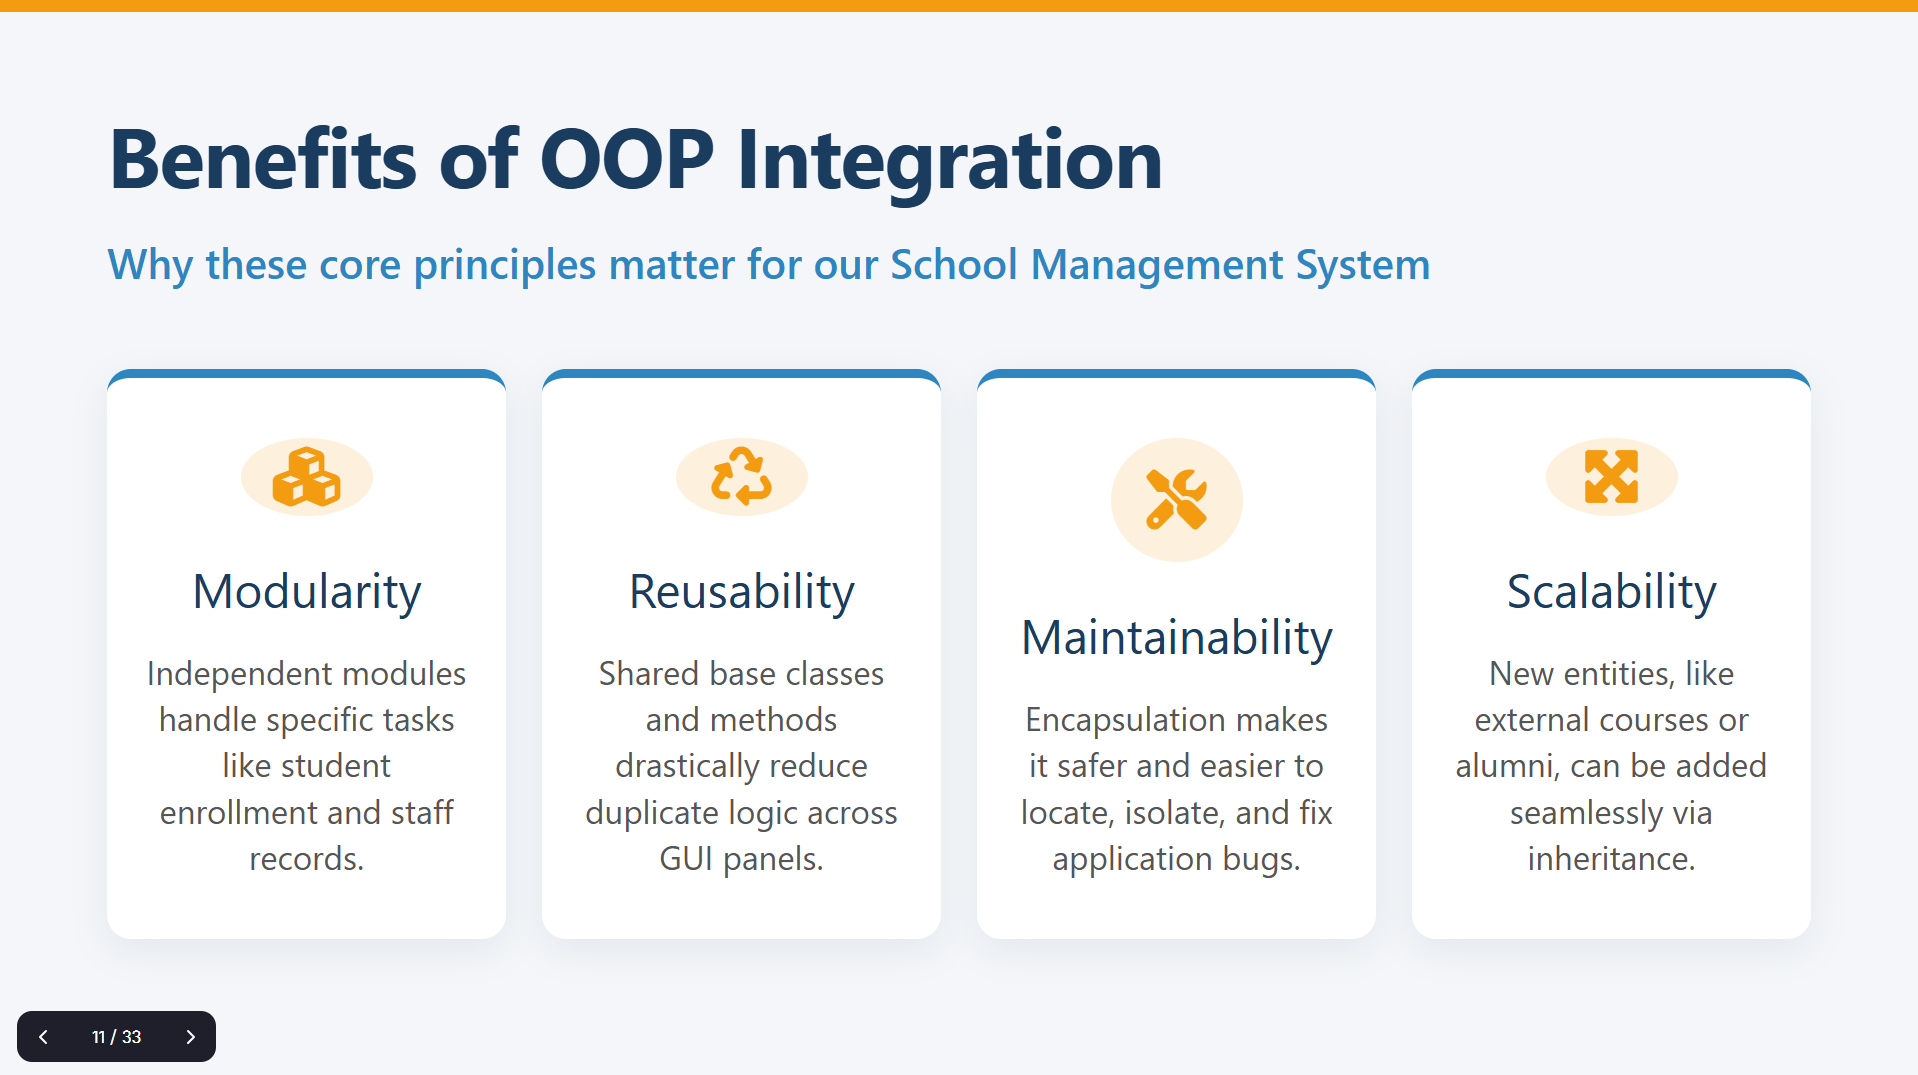 Benefits of OOP Integration
Why these core principles matter for our School Management System
Modularity
Independent modules
handle specific tasks
like student
enrollment and staff
records.
Reusability
Shared base classes
and methods
drastically reduce
duplicate logic across
GUI panels.
Maintainability
Encapsulation makes
it safer and easier to
locate, isolate, and fix
application bugs.
Scalability
New entities, like
external courses or
alumni, can be added
seamlessly via
inheritance.
11 / 33